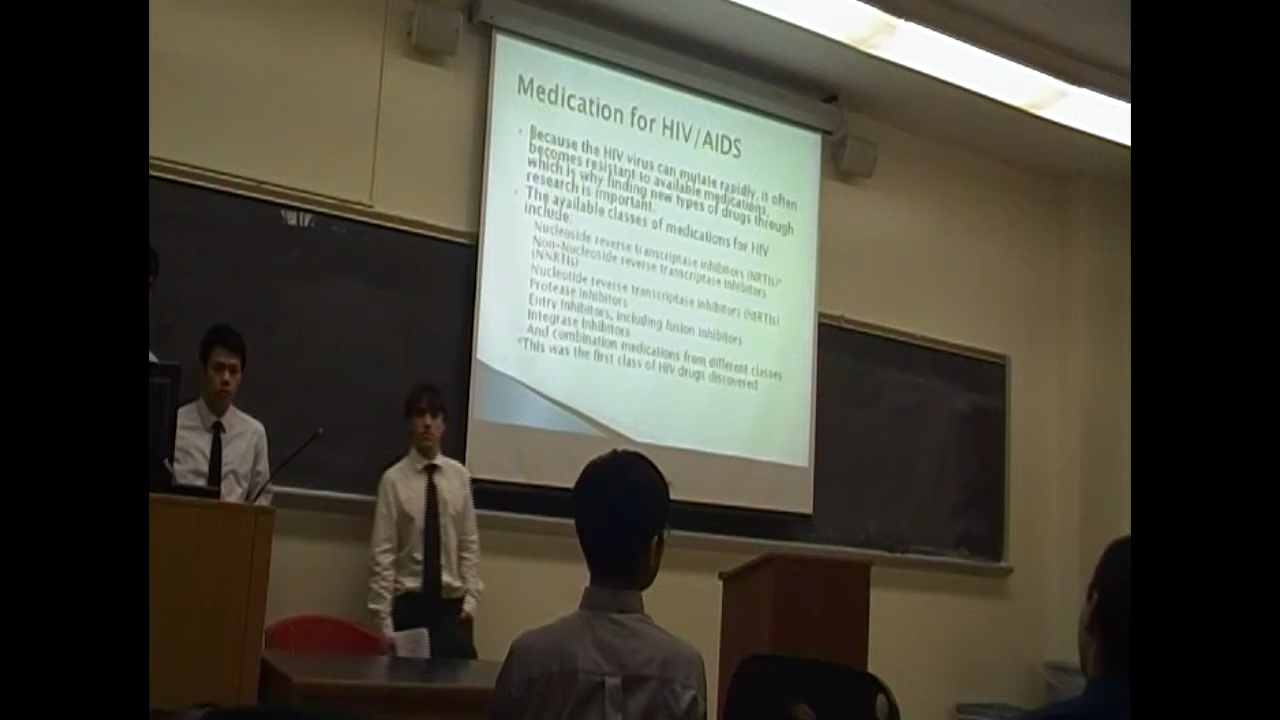 Medication for HIV/AIDS
Because the HIV virus can mutate rapidly, it often
becomes resistant to available medications,
which is why finding new types of drugs through
research is important.
The available classes of medications for HIV
include:
Nucleoside reverse transcriptase inhibitors (NRTIs)*
Non-Nucleoside reverse transcriptase inhibitors
(NNRTIs)
Nucleotide reverse transcriptase inhibitors (NtRTIs)
Protease Inhibitors
Entry Inhibitors, including fusion inhibitors
Integrase Inhibitors
And combination medications from different classes
*This was the first class of HIV drugs discovered